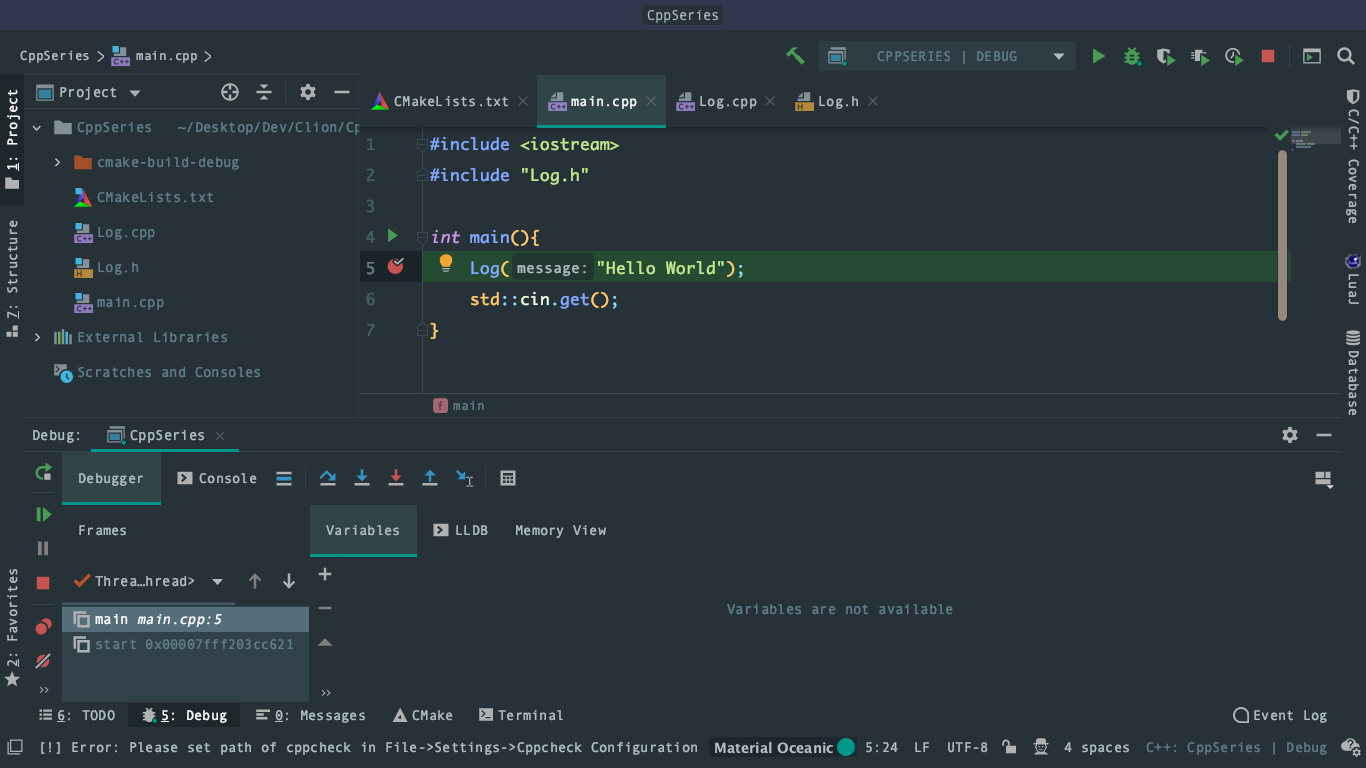 CppSeries
CppSeries > main.cpp >
CPPSERIES | DEBUG
1: Project
Z: Structure
2: Favorites
Project
CppSeries ~/Desktop/Dev/Clion/Cp
cmake-build-debug
CMakeLists.txt
Log.cpp
Log.h
main.cpp
External Libraries
Scratches and Consoles
CMakeLists.txt
main.cpp
Log.cpp
Log.h
1 #include <iostream>
2 #include "Log.h"
3
4 int main(){
5 Log( message: "Hello World");
6 std::cin.get();
7 }
f main
C/C++ Coverage
LuaJ
Database
Debug: CppSeries
Debugger Console
Frames
Variables LLDB Memory View
Threa…hread>
main main.cpp:5
start 0x00007fff203cc621
Variables are not available
6: TODO 5: Debug 0: Messages CMake Terminal Event Log
[!] Error: Please set path of cppcheck in File->Settings->Cppcheck Configuration Material Oceanic 5:24 LF UTF-8 4 spaces C++: CppSeries | Debug